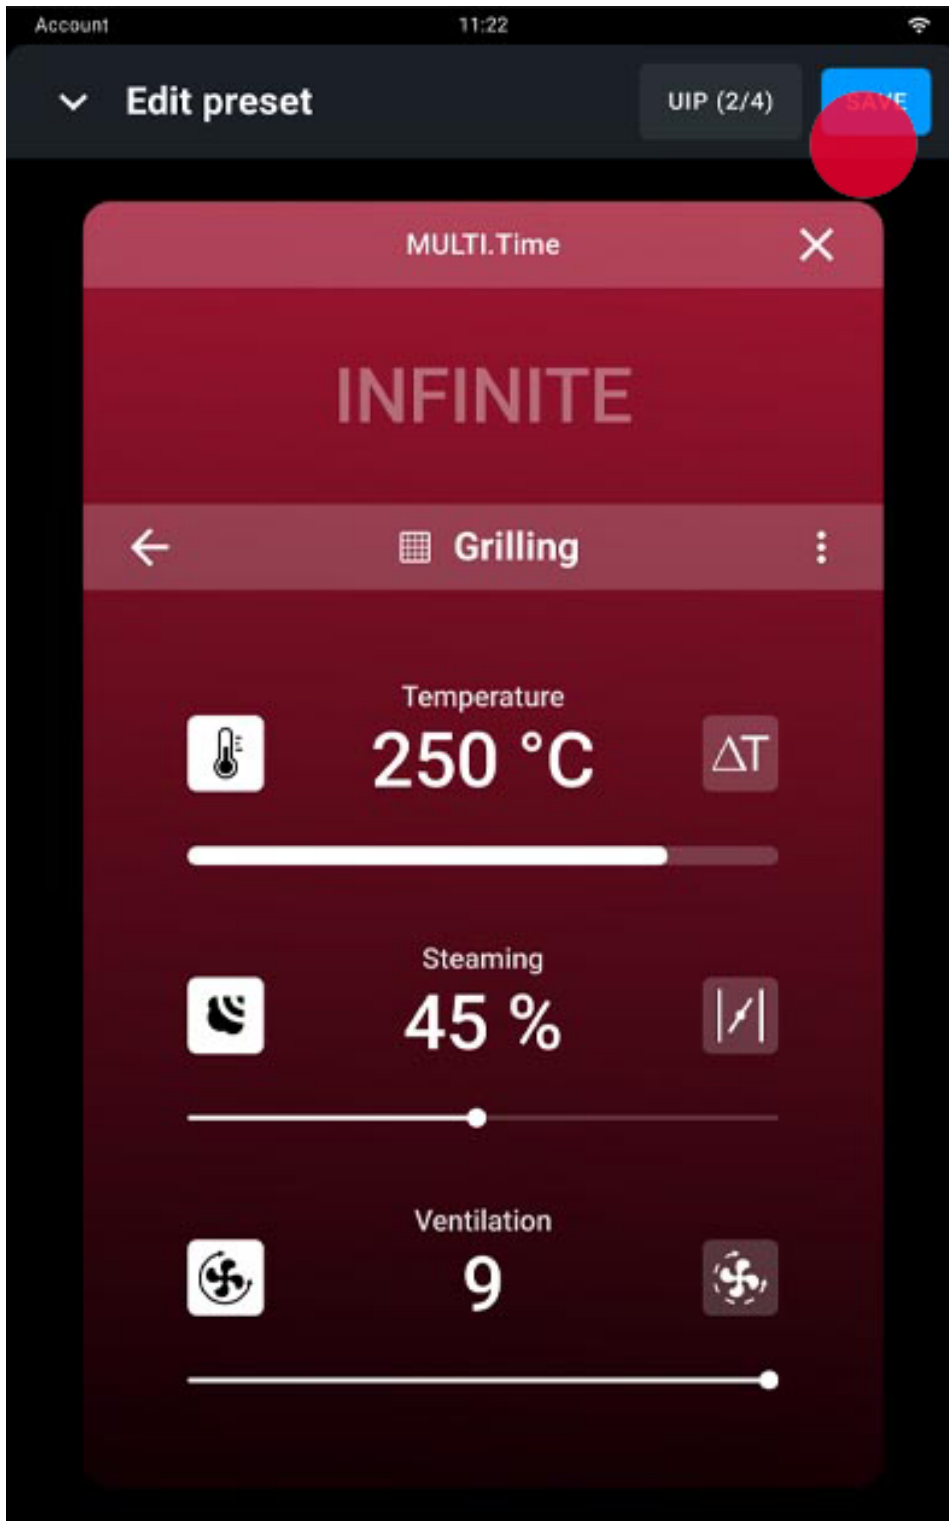 Account 11:22
Edit preset UIP (2/4) SAVE
MULTI.Time
INFINITE
Grilling
Temperature
250 °C ΔT
Steaming
45 %
Ventilation
9